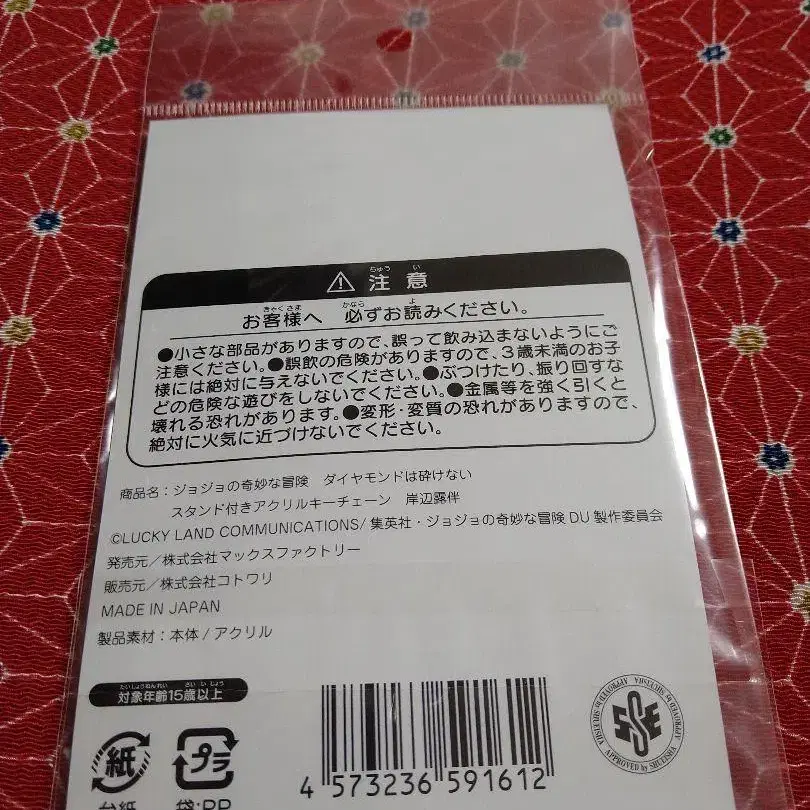 ⚠ 注意
お客様へ 必ずお読みください。
●小さな部品がありますので、誤って飲み込まないようにご
注意ください。●誤飲の危険がありますので、3歳未満のお子
様には絶対に与えないでください。●ぶつけたり、振り回すな
どの危険な遊びをしないでください。●金属等を強く引くと
壊れる恐れがあります。●変形・変質の恐れがありますので、
絶対に火気に近づけないでください。
商品名：ジョジョの奇妙な冒険 ダイヤモンドは砕けない
スタンド付きアクリルキーチェーン 岸辺露伴
©LUCKY LAND COMMUNICATIONS/集英社・ジョジョの奇妙な冒険DU製作委員会
発売元／株式会社マックスファクトリー
販売元／株式会社コトワリ
MADE IN JAPAN
製品素材：本体/アクリル
対象年齢15歳以上
紙
プラ
台紙
袋:PP
4 573236 591612
APPROVED by SHUEISHA